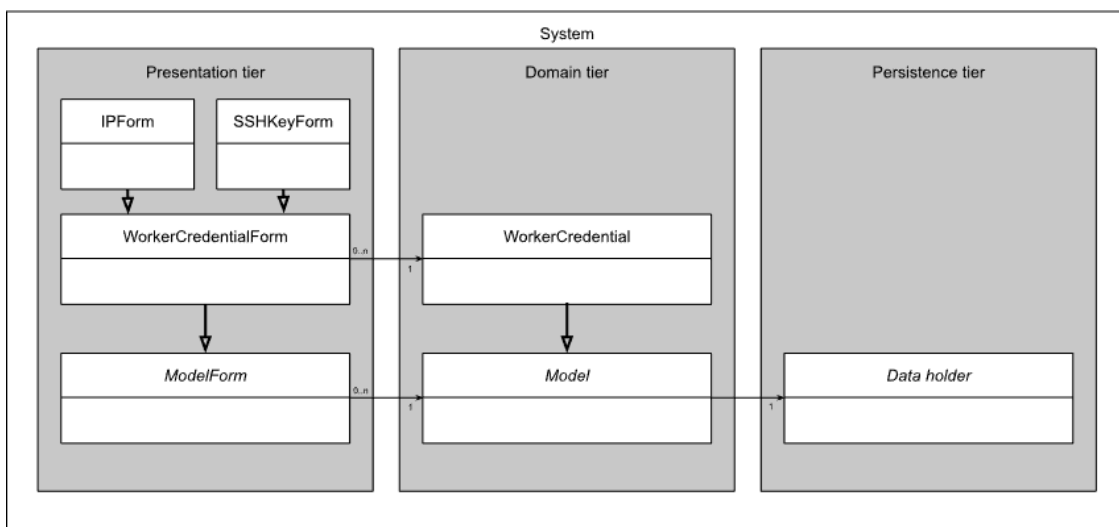 System
Presentation tier
Domain tier
Persistence tier
IPForm
SSHKeyForm
WorkerCredentialForm
WorkerCredential
0..n
1
ModelForm
Model
Data holder
0..n
1
1